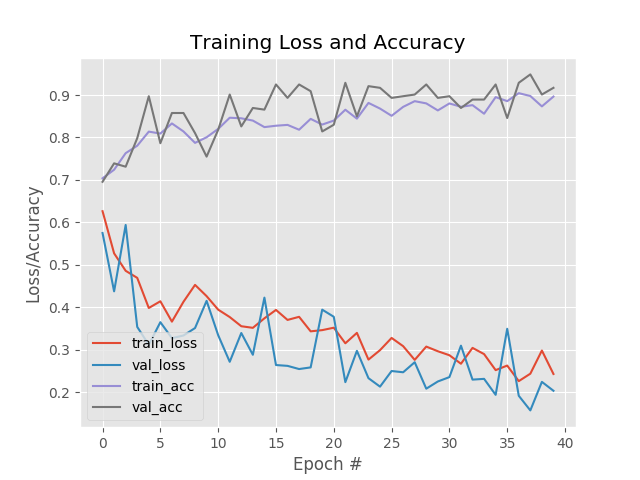 Training Loss and Accuracy
Loss/Accuracy
0.9
0.8
0.7
0.6
0.5
0.4
0.3
0.2
train_loss
val_loss
train_acc
val_acc
0 5 10 15 20 25 30 35 40
Epoch #